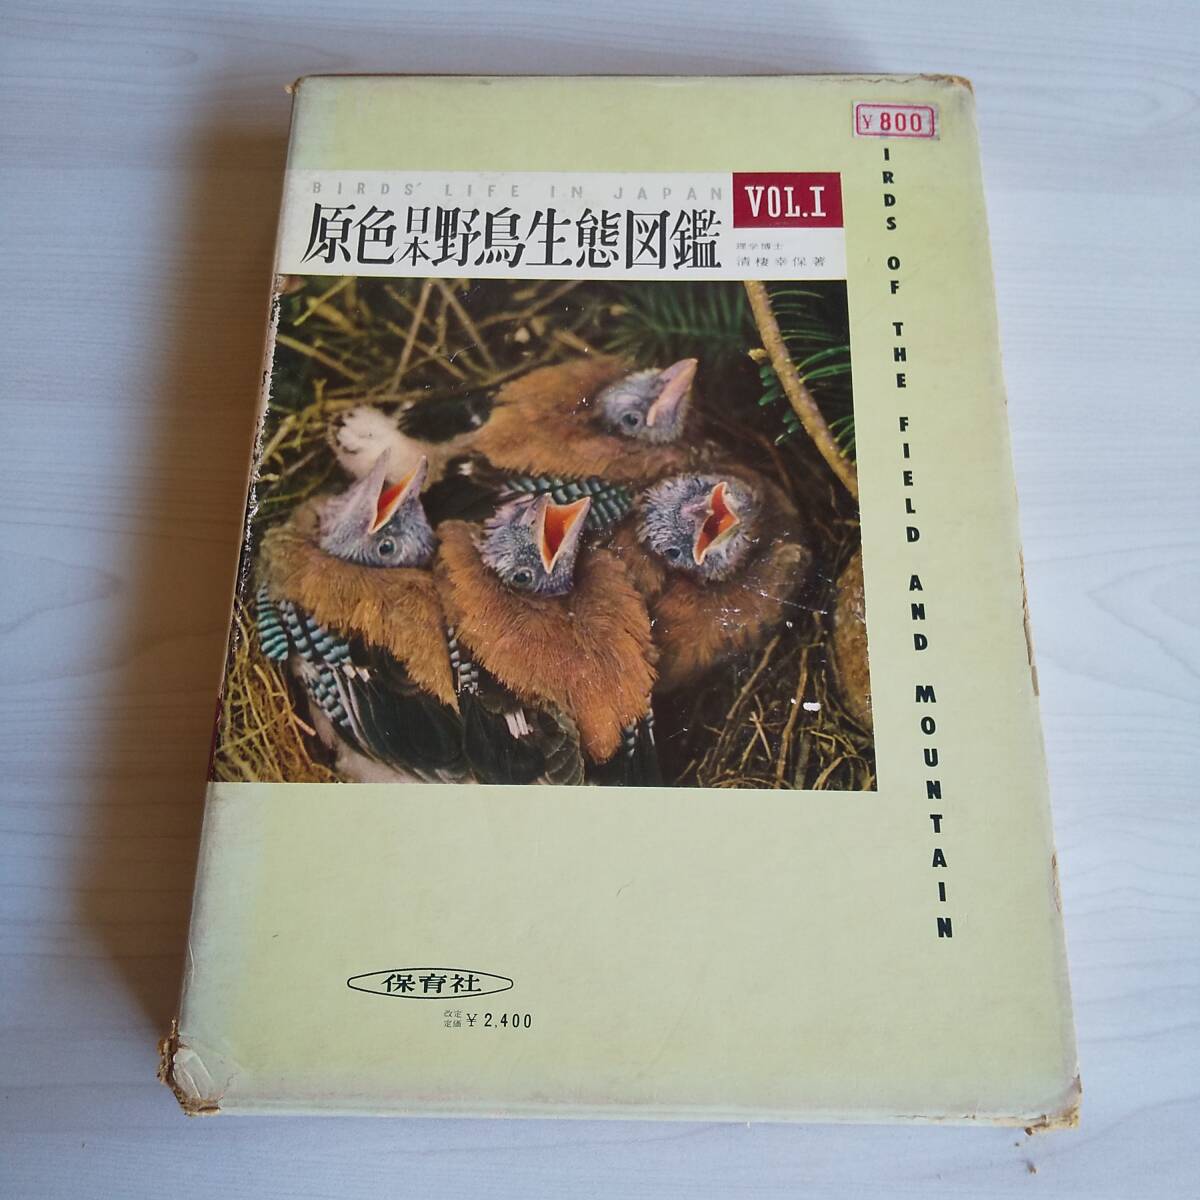 ¥800
BIRDS' LIFE IN JAPAN
原色日本野鳥生態図鑑
VOL.I
理学博士
清棲幸保著
IRDS OF THE FIELD AND MOUNTAIN
保育社
改定
定価 ¥2,400